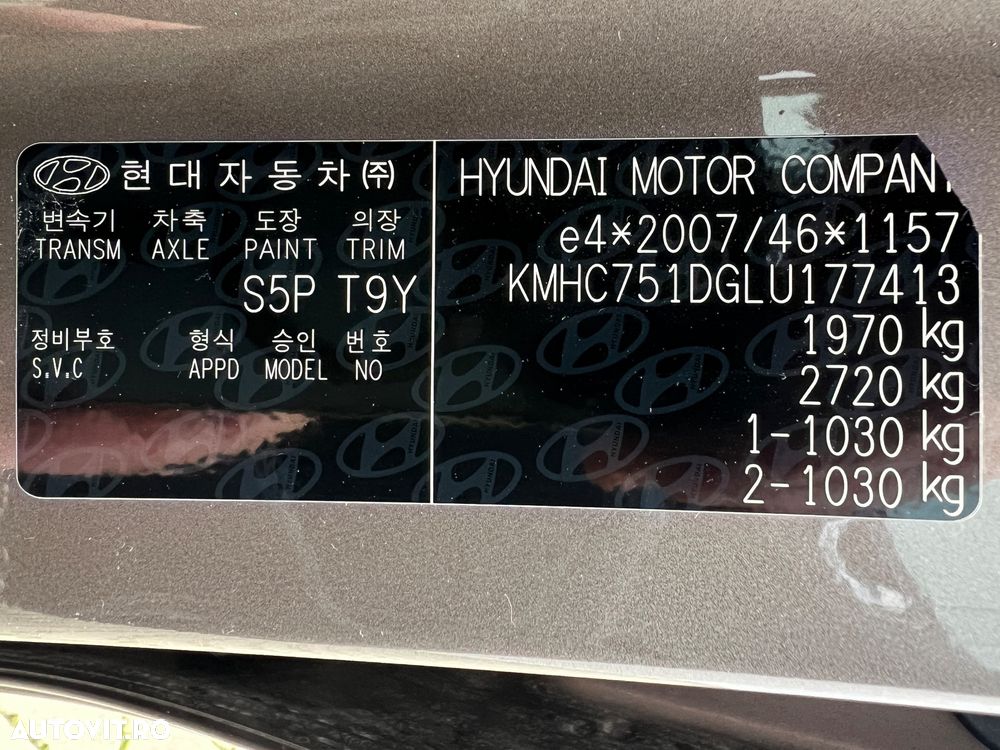 현대자동차㈜
변속기 차축 도장 의장
TRANSM AXLE PAINT TRIM
S5P T9Y
정비부호 형식 승인 번호
S.V.C APPD MODEL NO
HYUNDAI MOTOR COMPANY
e4*2007/46*1157
KMHC751DGLU177413
1970 kg
2720 kg
1-1030 kg
2-1030 kg
AUTOVIT.RO